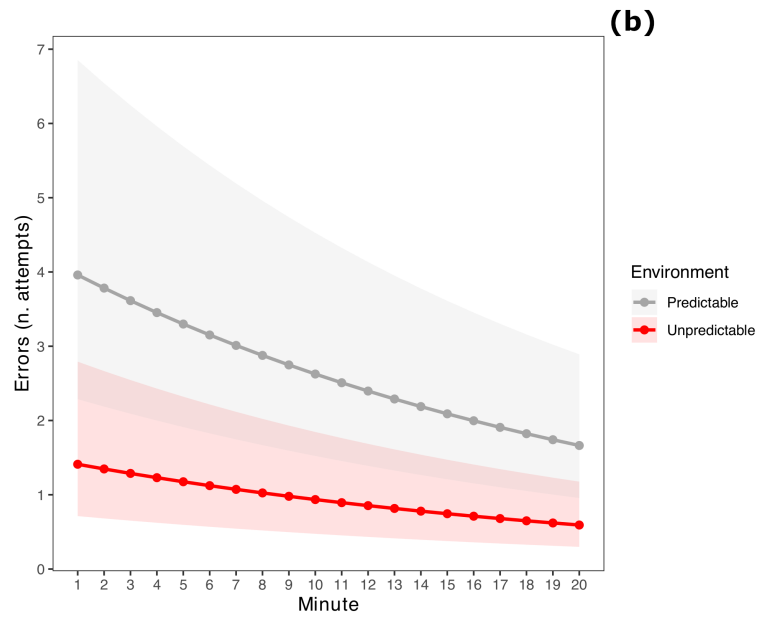 (b)
7
6
5
4
3
2
1
0
Errors (n. attempts)
1 2 3 4 5 6 7 8 9 10 11 12 13 14 15 16 17 18 19 20
Minute
Environment
Predictable
Unpredictable